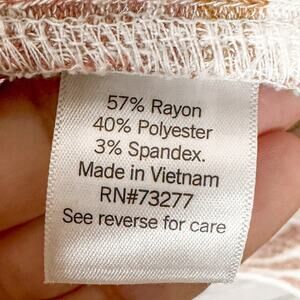 57% Rayon
40% Polyester
3% Spandex.
Made in Vietnam
RN#73277
See reverse for care